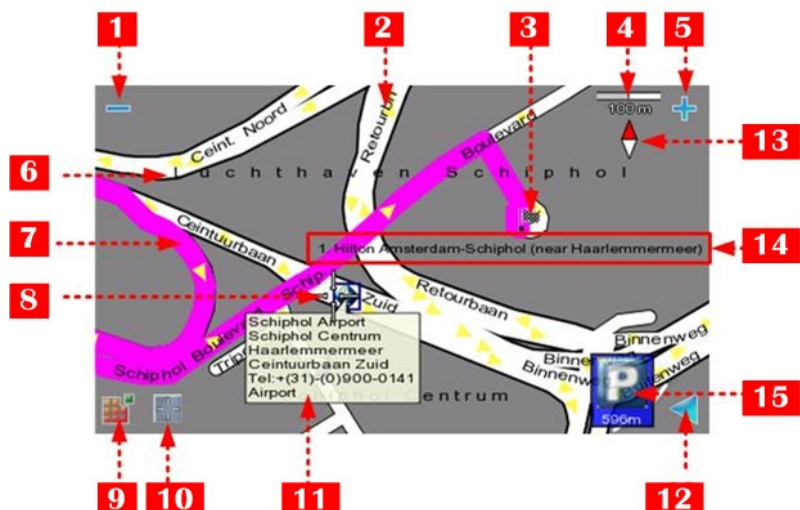 1
2
3
4
5
100 m
Ceint. Noord
Retourbn
Boulevard
13
6
Luchthaven Schiphol
7
Ceintuurbaan
1. Hilton Amsterdam-Schiphol (near Haarlemmermeer)
14
8
Schip
Zuid
Retourbaan
Schiphol Boulevard
Schiphol Airport
Schiphol Centrum
Haarlemmermeer
Ceintuurbaan Zuid
Tel:+(31)-(0)900-0141
Airport
Binnenweg
Binnenweg
Buitenweg
P
15
596m
Centrum
9
10
11
12